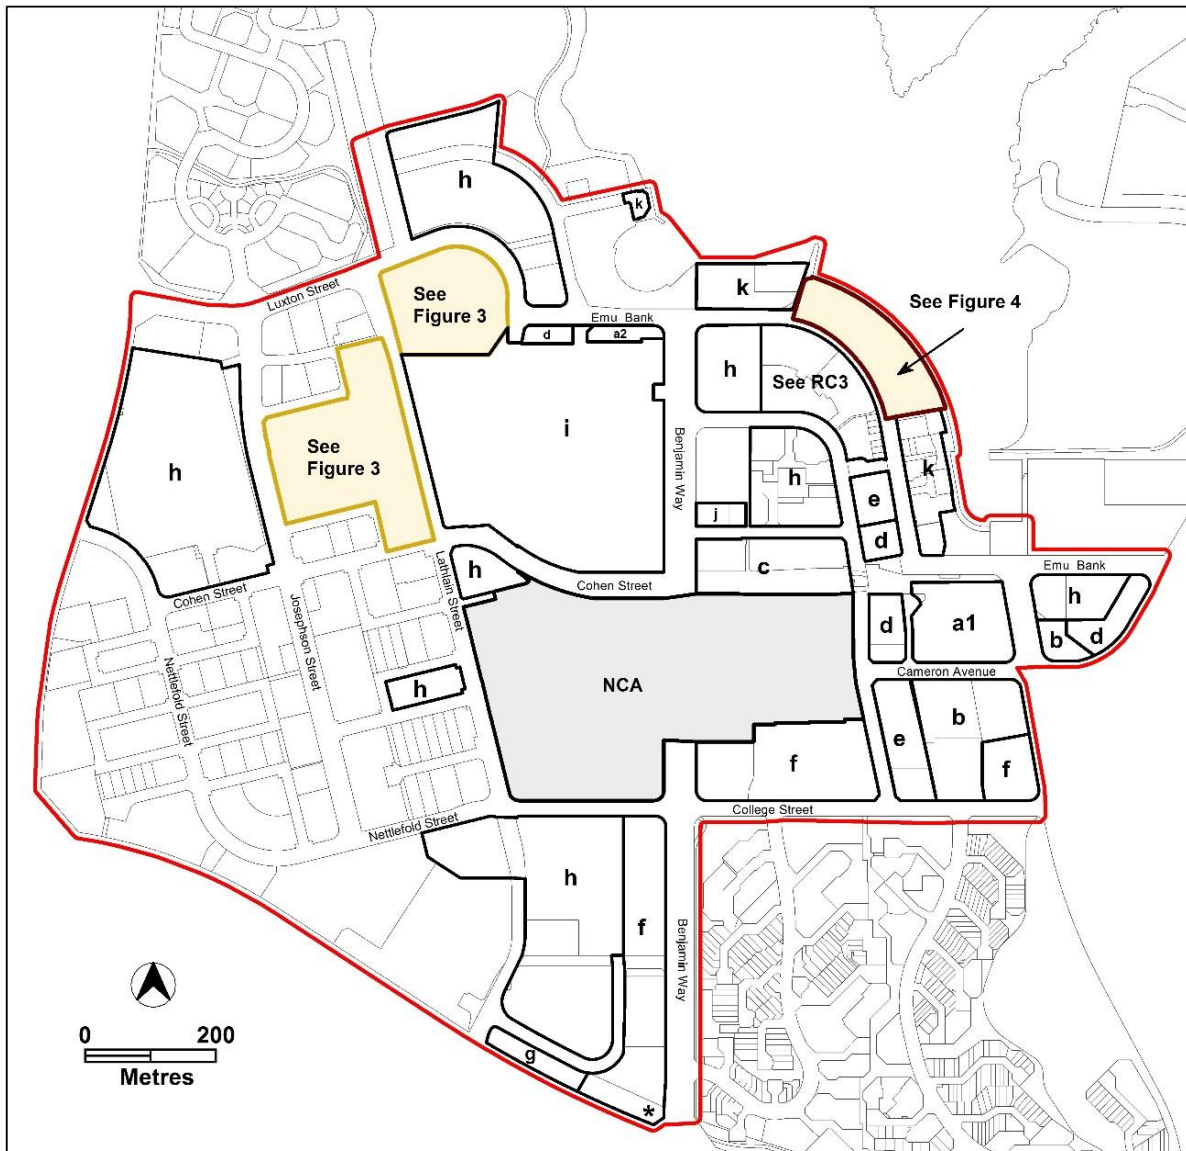 h
k
Luxton Street
See
Figure 3
k
See Figure 4
Emu Bank
d
a2
h
See RC3
i
Benjamin Way
h
See
Figure 3
h
k
e
j
d
Lathlain Street
h
Cohen Street
c
Emu Bank
h
Cohen Street
Josephson Street
d
a1
b
d
Nettlefold Street
h
NCA
Cameron Avenue
b
e
f
f
College Street
Nettlefold Street
h
f
Benjamin Way
0 200
Metres
g
*